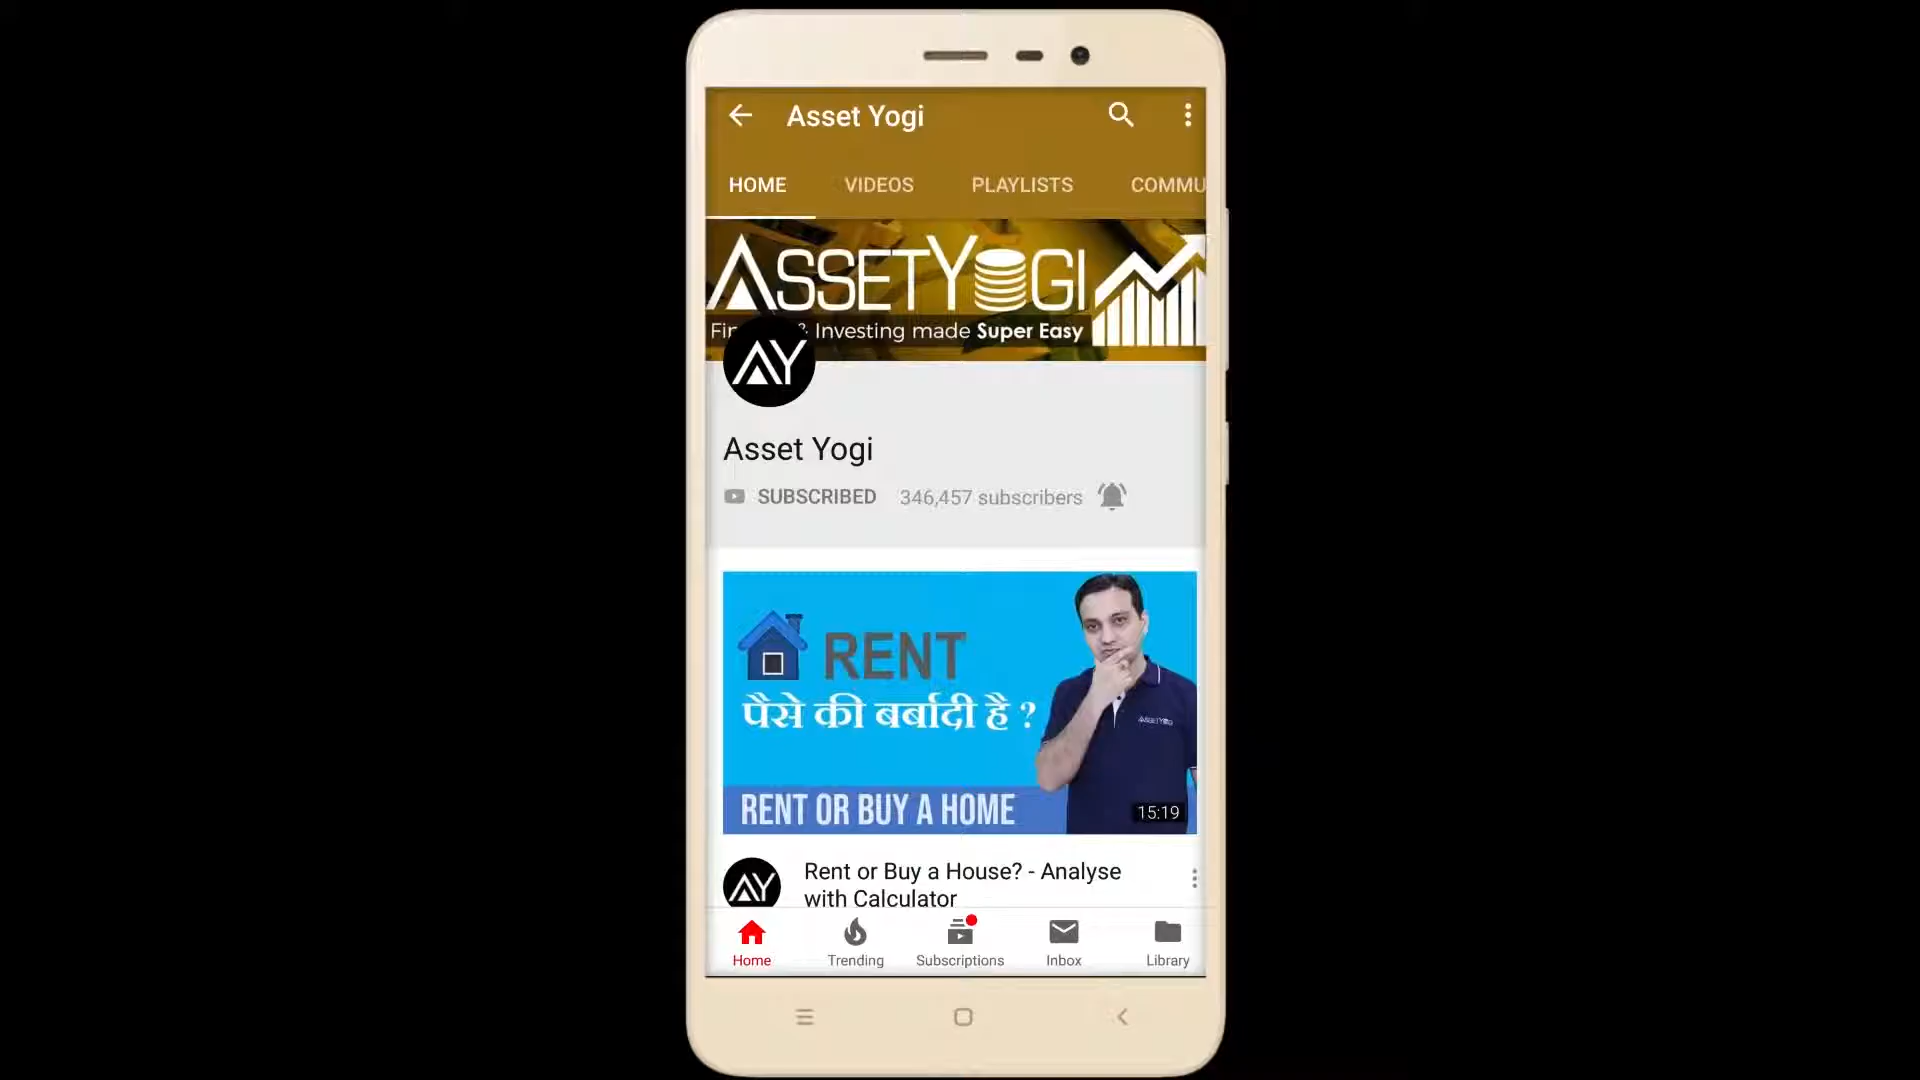 Asset Yogi
HOME VIDEOS PLAYLISTS COMMU
ASSETYOGI
& Investing made Super Easy
AY
Asset Yogi
SUBSCRIBED 346,457 subscribers
RENT
पैसे की बर्बादी है ?
ASSETYOGI
RENT OR BUY A HOME
15:19
AY
Rent or Buy a House? - Analyse
with Calculator
Home Trending Subscriptions Inbox Library